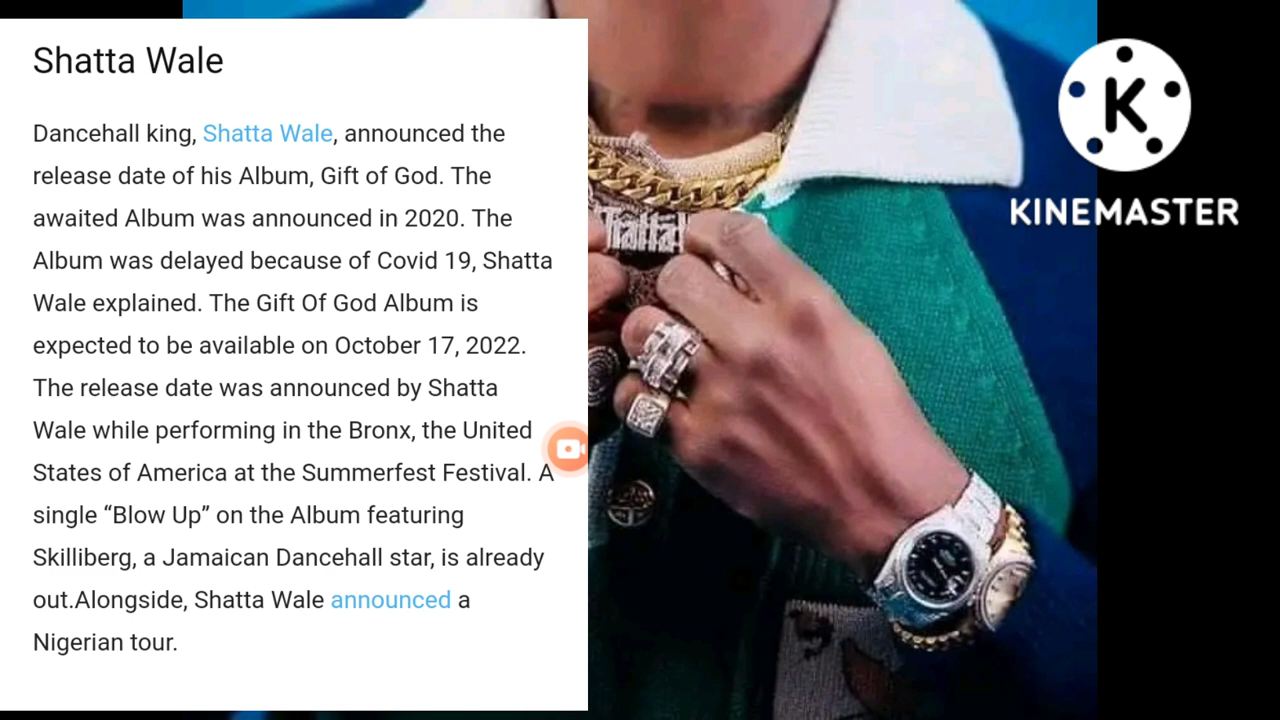 Shatta Wale
Dancehall king, Shatta Wale, announced the
release date of his Album, Gift of God. The
awaited Album was announced in 2020. The
Album was delayed because of Covid 19, Shatta
Wale explained. The Gift Of God Album is
expected to be available on October 17, 2022.
The release date was announced by Shatta
Wale while performing in the Bronx, the United
States of America at the Summerfest Festival. A
single “Blow Up” on the Album featuring
Skilliberg, a Jamaican Dancehall star, is already
out.Alongside, Shatta Wale announced a
Nigerian tour.
K
KINEMASTER